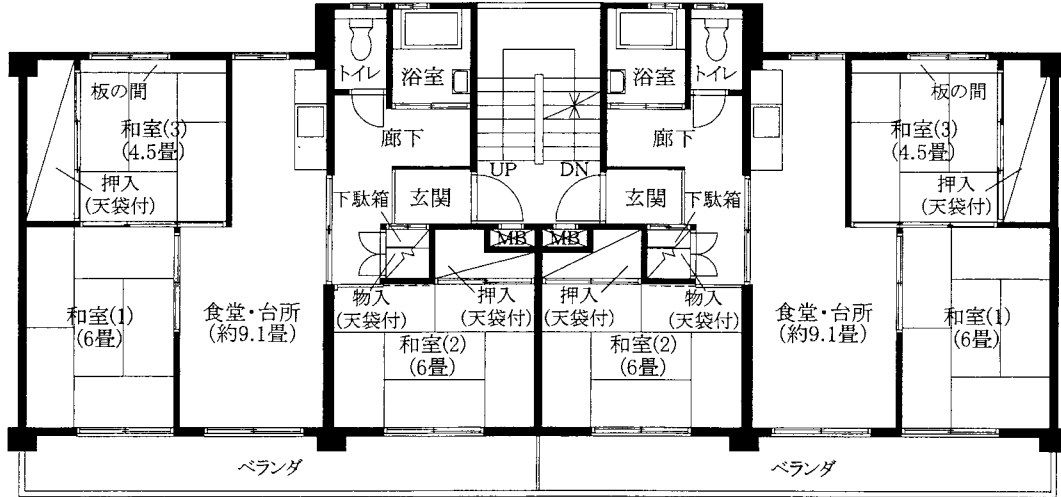 トイレ
浴室
浴室
トイレ
板の間
和室(3)
(4.5畳)
押入
(天袋付)
廊下
UP
DN
廊下
板の間
和室(3)
(4.5畳)
押入
(天袋付)
下駄箱
玄関
玄関
下駄箱
MB
MB
和室(1)
(6畳)
食堂・台所
(約9.1畳)
物入
(天袋付)
押入
(天袋付)
和室(2)
(6畳)
押入
(天袋付)
物入
(天袋付)
和室(2)
(6畳)
食堂・台所
(約9.1畳)
和室(1)
(6畳)
ベランダ
ベランダ